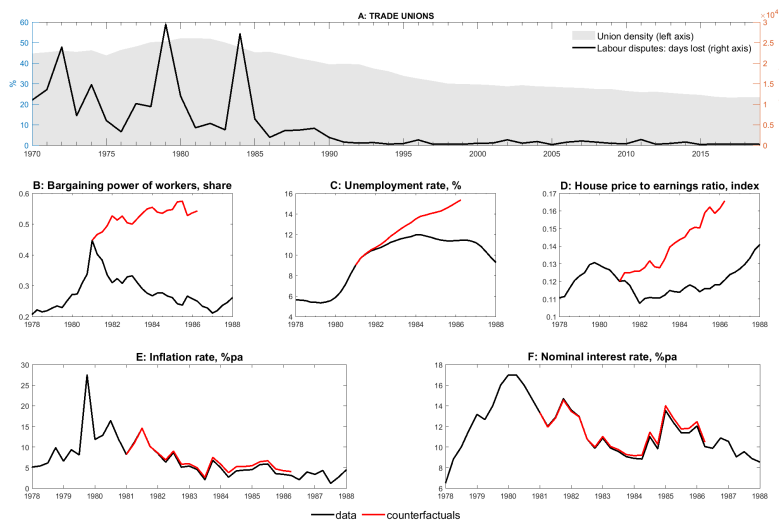 A: TRADE UNIONS
×10⁴
60 3
50 2.5
40 2
30 1.5
20 1
10 0.5
0 0
%
Union density (left axis)
Labour disputes: days lost (right axis)
1970 1975 1980 1985 1990 1995 2000 2005 2010 2015
B: Bargaining power of workers, share
0.6
0.5
0.4
0.3
0.2
1978 1980 1982 1984 1986 1988
C: Unemployment rate, %
16
14
12
10
8
6
4
1978 1980 1982 1984 1986 1988
D: House price to earnings ratio, index
0.17
0.16
0.15
0.14
0.13
0.12
0.11
0.1
1978 1980 1982 1984 1986 1988
E: Inflation rate, %pa
30
25
20
15
10
5
0
1978 1979 1980 1981 1982 1983 1984 1985 1986 1987 1988
F: Nominal interest rate, %pa
18
16
14
12
10
8
6
1978 1979 1980 1981 1982 1983 1984 1985 1986 1987 1988
data counterfactuals